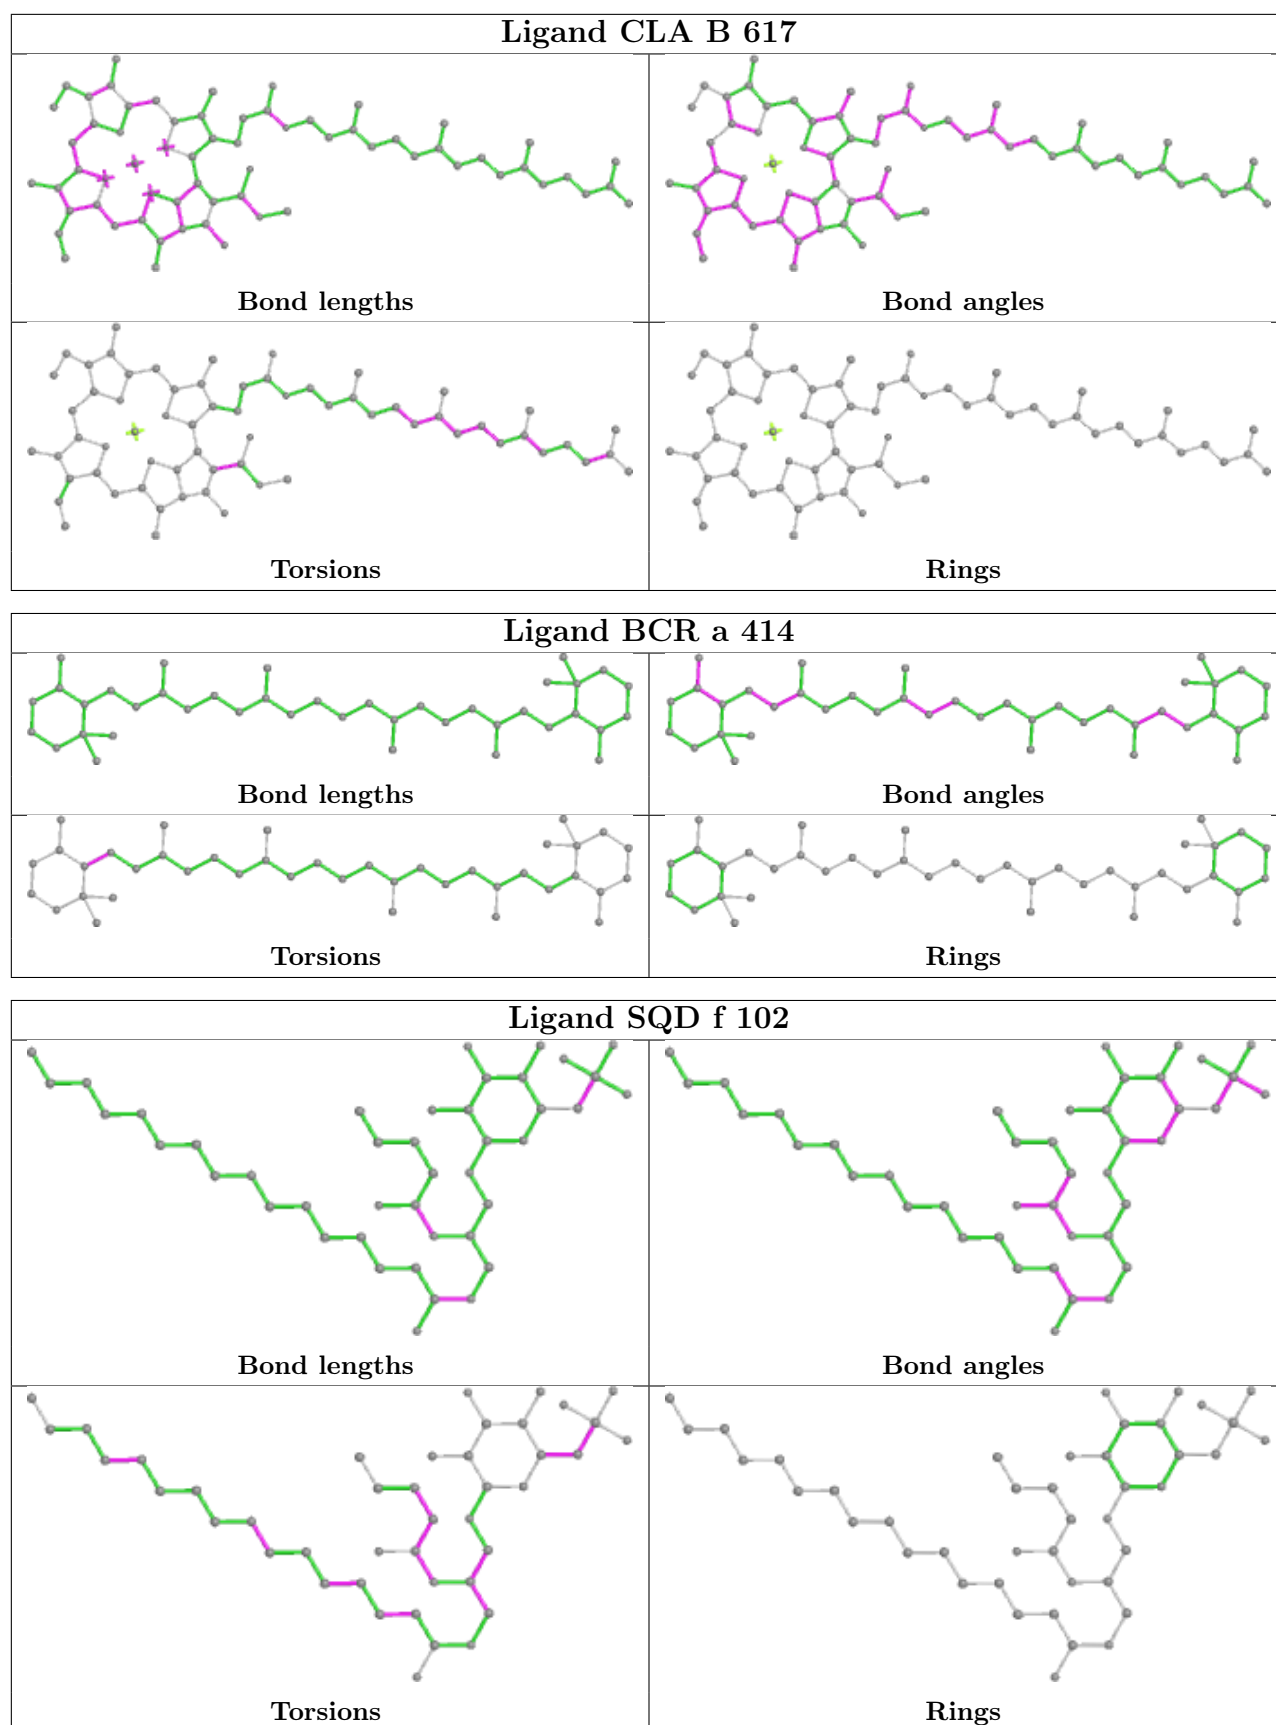 Ligand CLA B 617
Bond lengths
Bond angles
Torsions
Rings
Ligand BCR a 414
Bond lengths
Bond angles
Torsions
Rings
Ligand SQD f 102
Bond lengths
Bond angles
Torsions
Rings